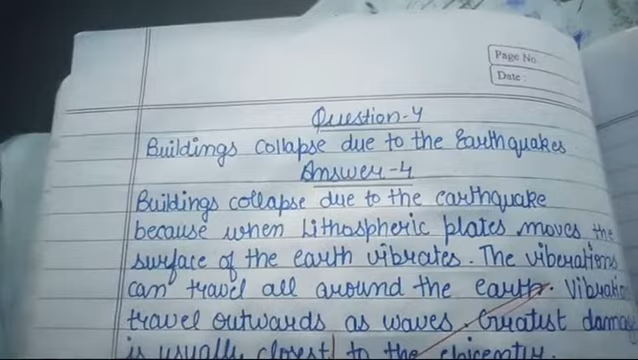 Page No.
Date :
Question-4
Buildings collapse due to the Earthquakes
Answer-4
Buildings collapse due to the earthquake
because when Lithospheric plates moves the
surface of the earth vibrates. The viberations
can travel all around the earth. Vibration
travel outwards as waves. Greatest damage
is usually closest to the epicentre.